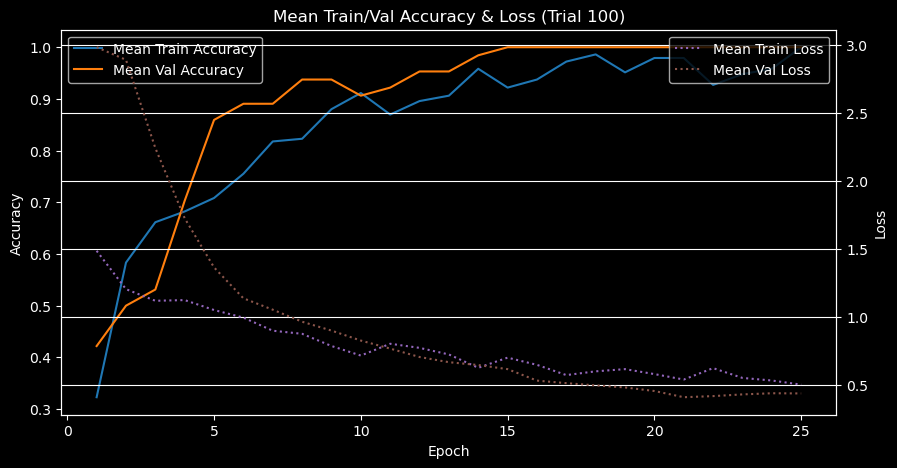 Mean Train/Val Accuracy & Loss (Trial 100)
Mean Train Accuracy
Mean Val Accuracy
Mean Train Loss
Mean Val Loss
1.0
0.9
0.8
0.7
0.6
0.5
0.4
0.3
Accuracy
3.0
2.5
2.0
1.5
1.0
0.5
Loss
0
5
10
15
20
25
Epoch